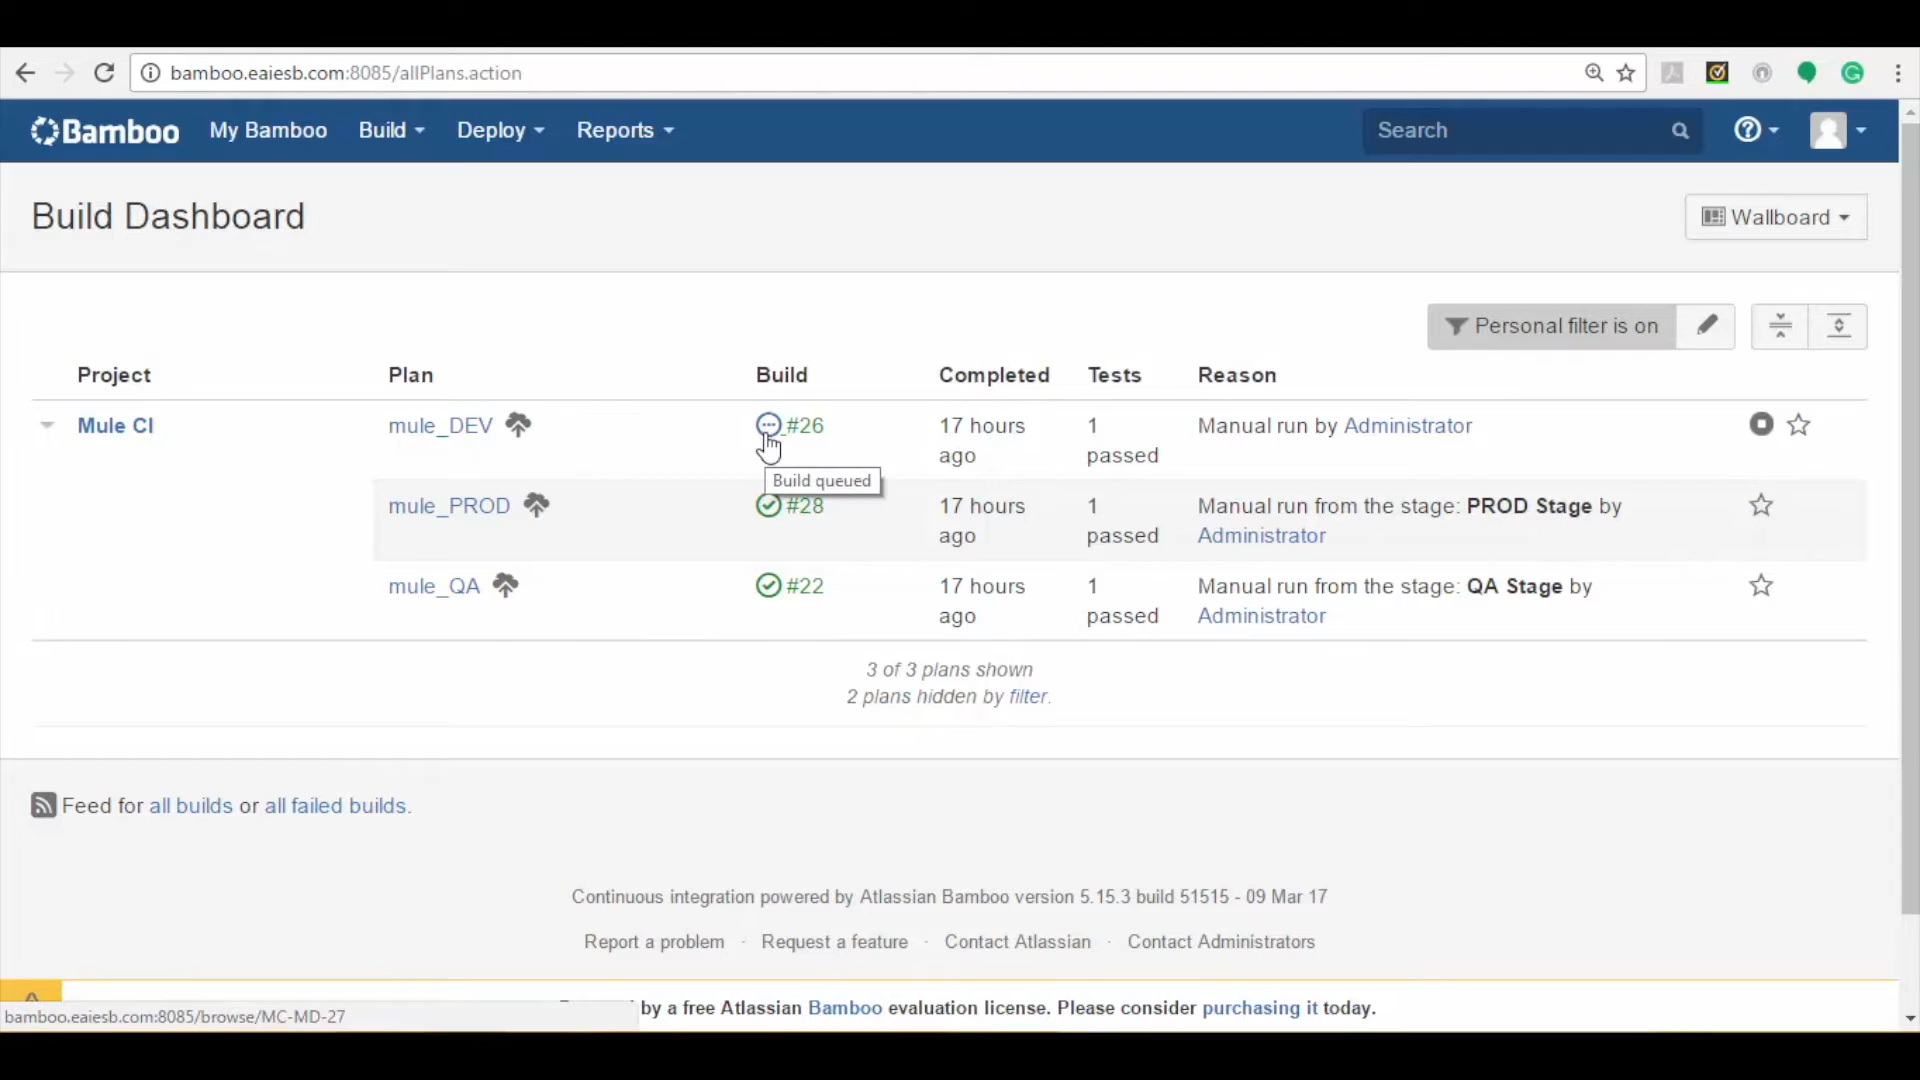 bamboo.eaiesb.com:8085/allPlans.action
Bamboo My Bamboo Build Deploy Reports Search
Build Dashboard Wallboard
Personal filter is on
Project Plan Build Completed Tests Reason
Mule CI mule_DEV #26 17 hours ago 1 passed Manual run by Administrator
Build queued
mule_PROD #28 17 hours ago 1 passed Manual run from the stage: PROD Stage by Administrator
mule_QA #22 17 hours ago 1 passed Manual run from the stage: QA Stage by Administrator
3 of 3 plans shown
2 plans hidden by filter.
Feed for all builds or all failed builds.
Continuous integration powered by Atlassian Bamboo version 5.15.3 build 51515 - 09 Mar 17
Report a problem · Request a feature · Contact Atlassian · Contact Administrators
by a free Atlassian Bamboo evaluation license. Please consider purchasing it today.
bamboo.eaiesb.com:8085/browse/MC-MD-27